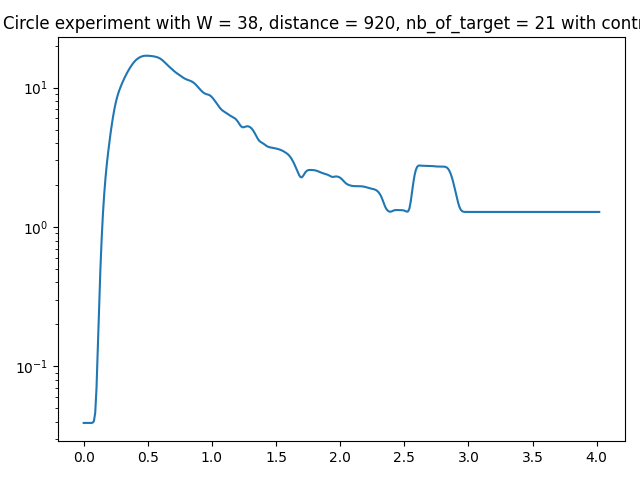 Circle experiment with W = 38, distance = 920, nb_of_target = 21 with
10¹
10⁰
10⁻¹
0.0 0.5 1.0 1.5 2.0 2.5 3.0 3.5 4.0